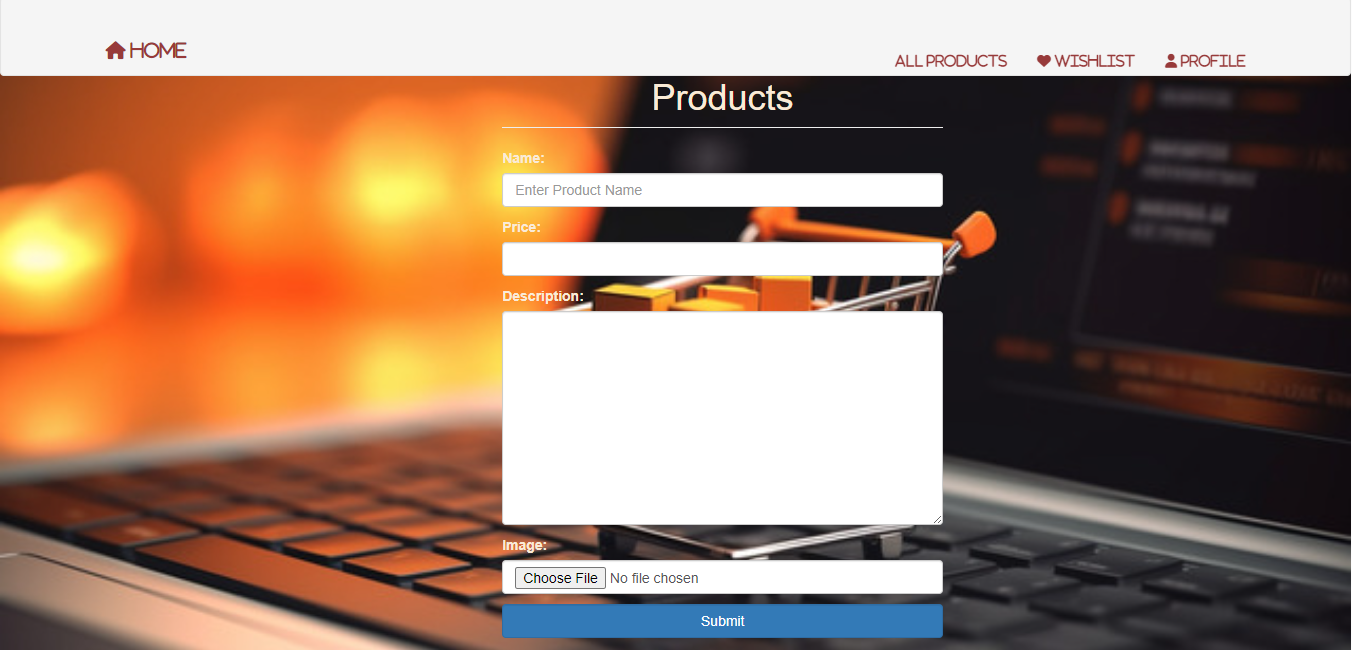 HOME
ALL PRODUCTS WISHLIST PROFILE
Products
Name:
Enter Product Name
Price:
Description:
Image:
Choose File No file chosen
Submit